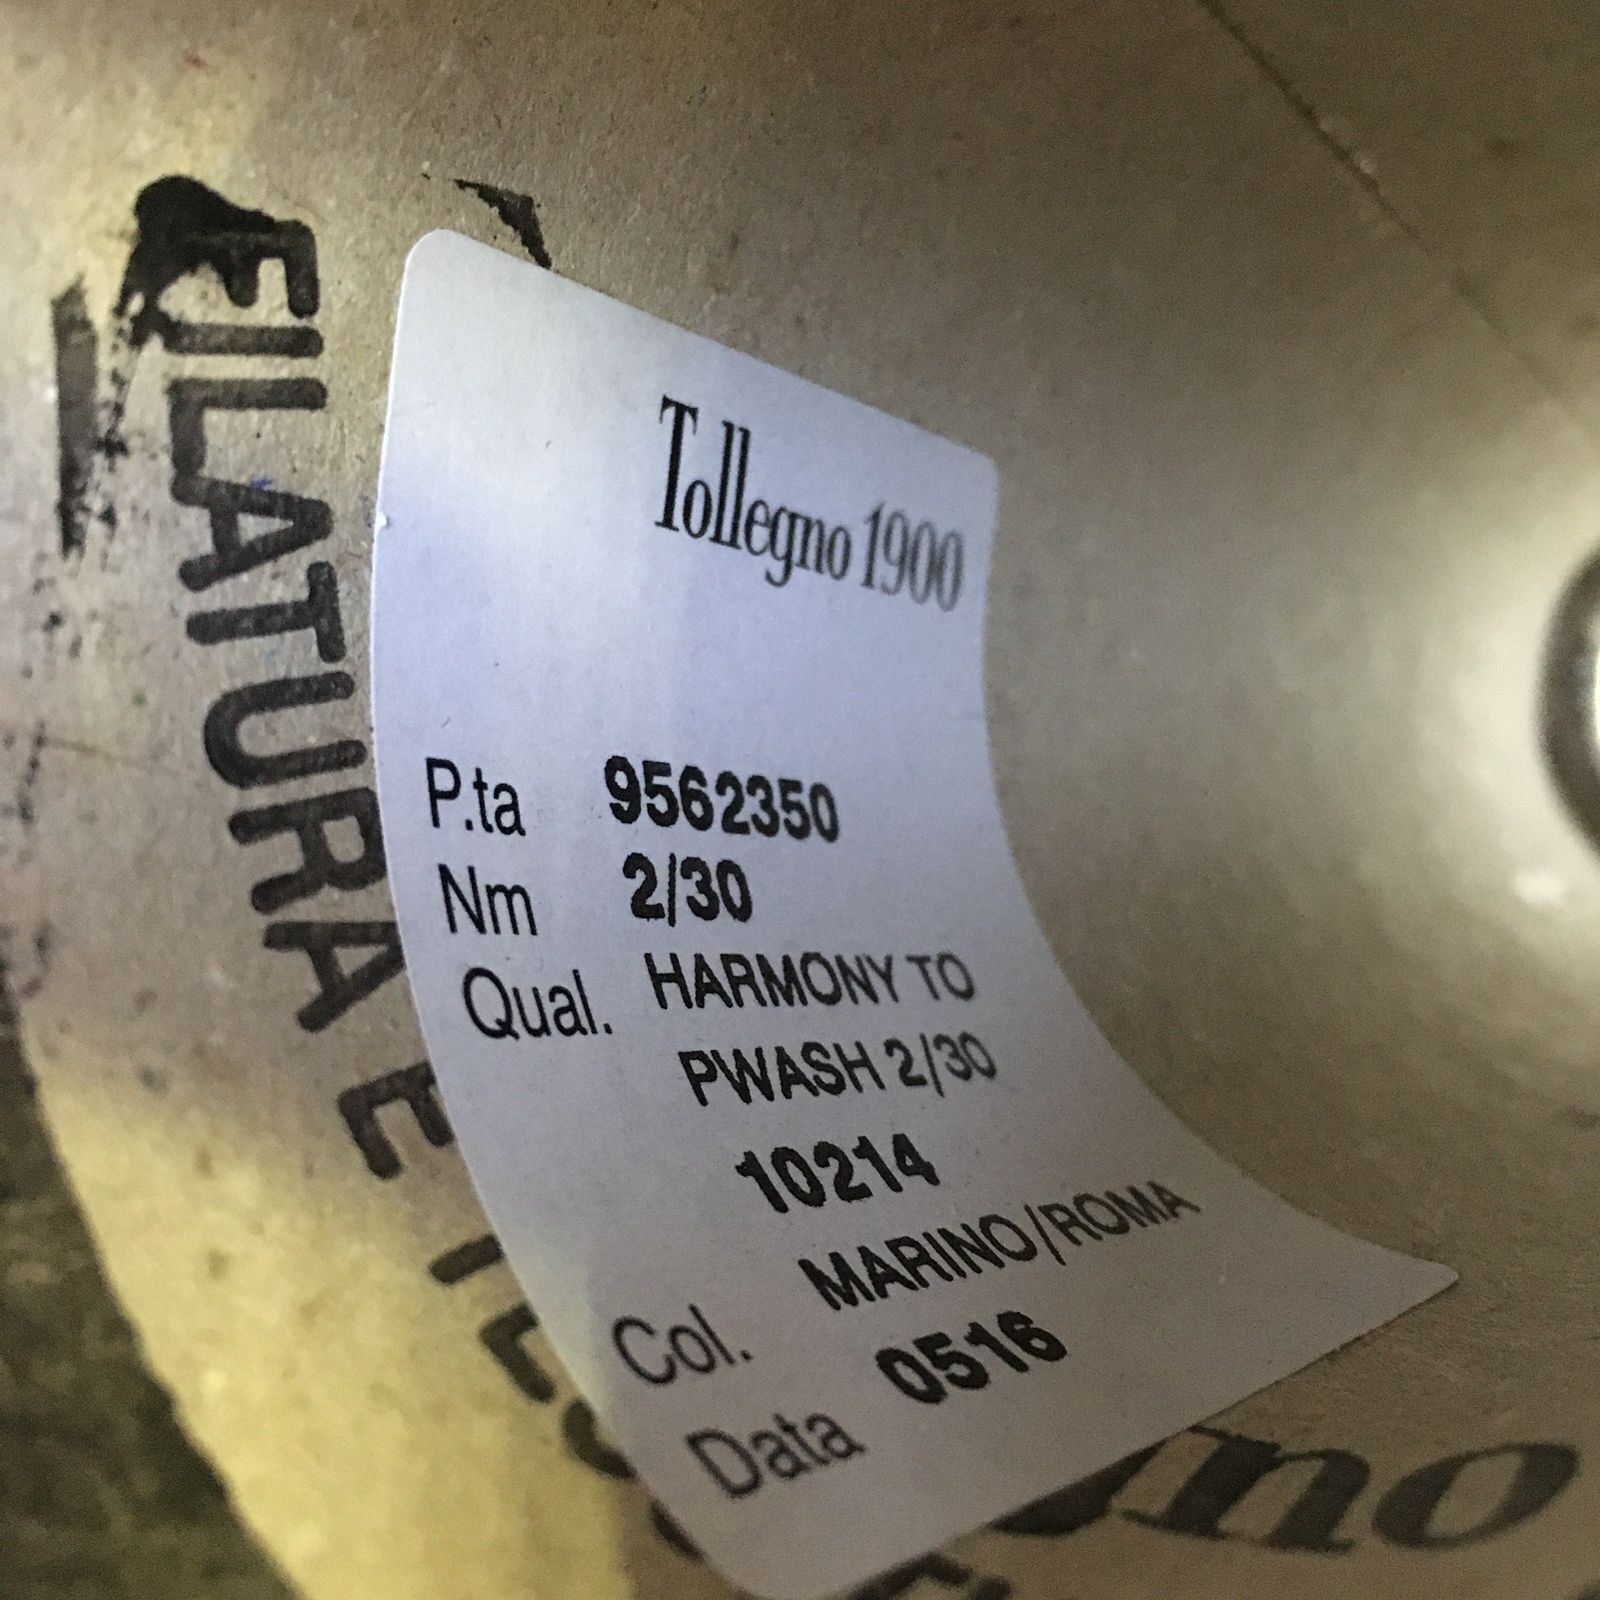 Tollegno 1900
P.ta 9562350
Nm 2/30
Qual. HARMONY TO
PWASH 2/30
10214
Col. MARINO/ROMA
Data 0516
FILATURA E
no